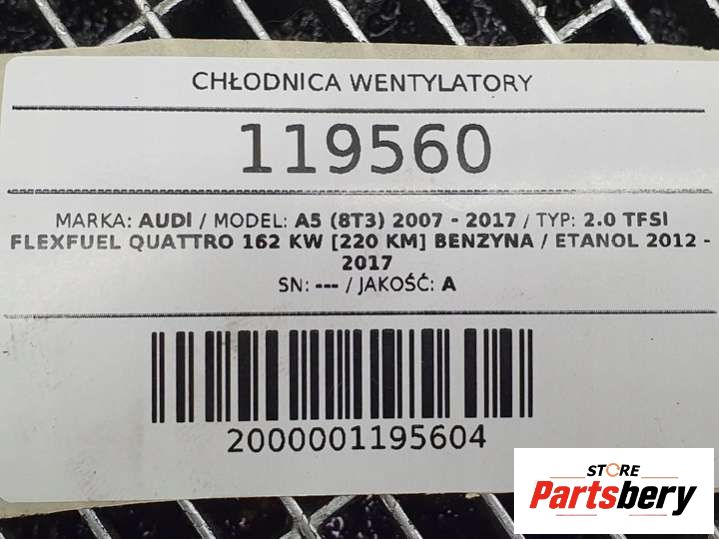 CHŁODNICA WENTYLATORY
119560
MARKA: AUDI / MODEL: A5 (8T3) 2007 - 2017 / TYP: 2.0 TFSI
FLEXFUEL QUATTRO 162 KW [220 KM] BENZYNA / ETANOL 2012 -
2017
SN: --- / JAKOŚĆ: A
2000001195604
STORE
Partsbery